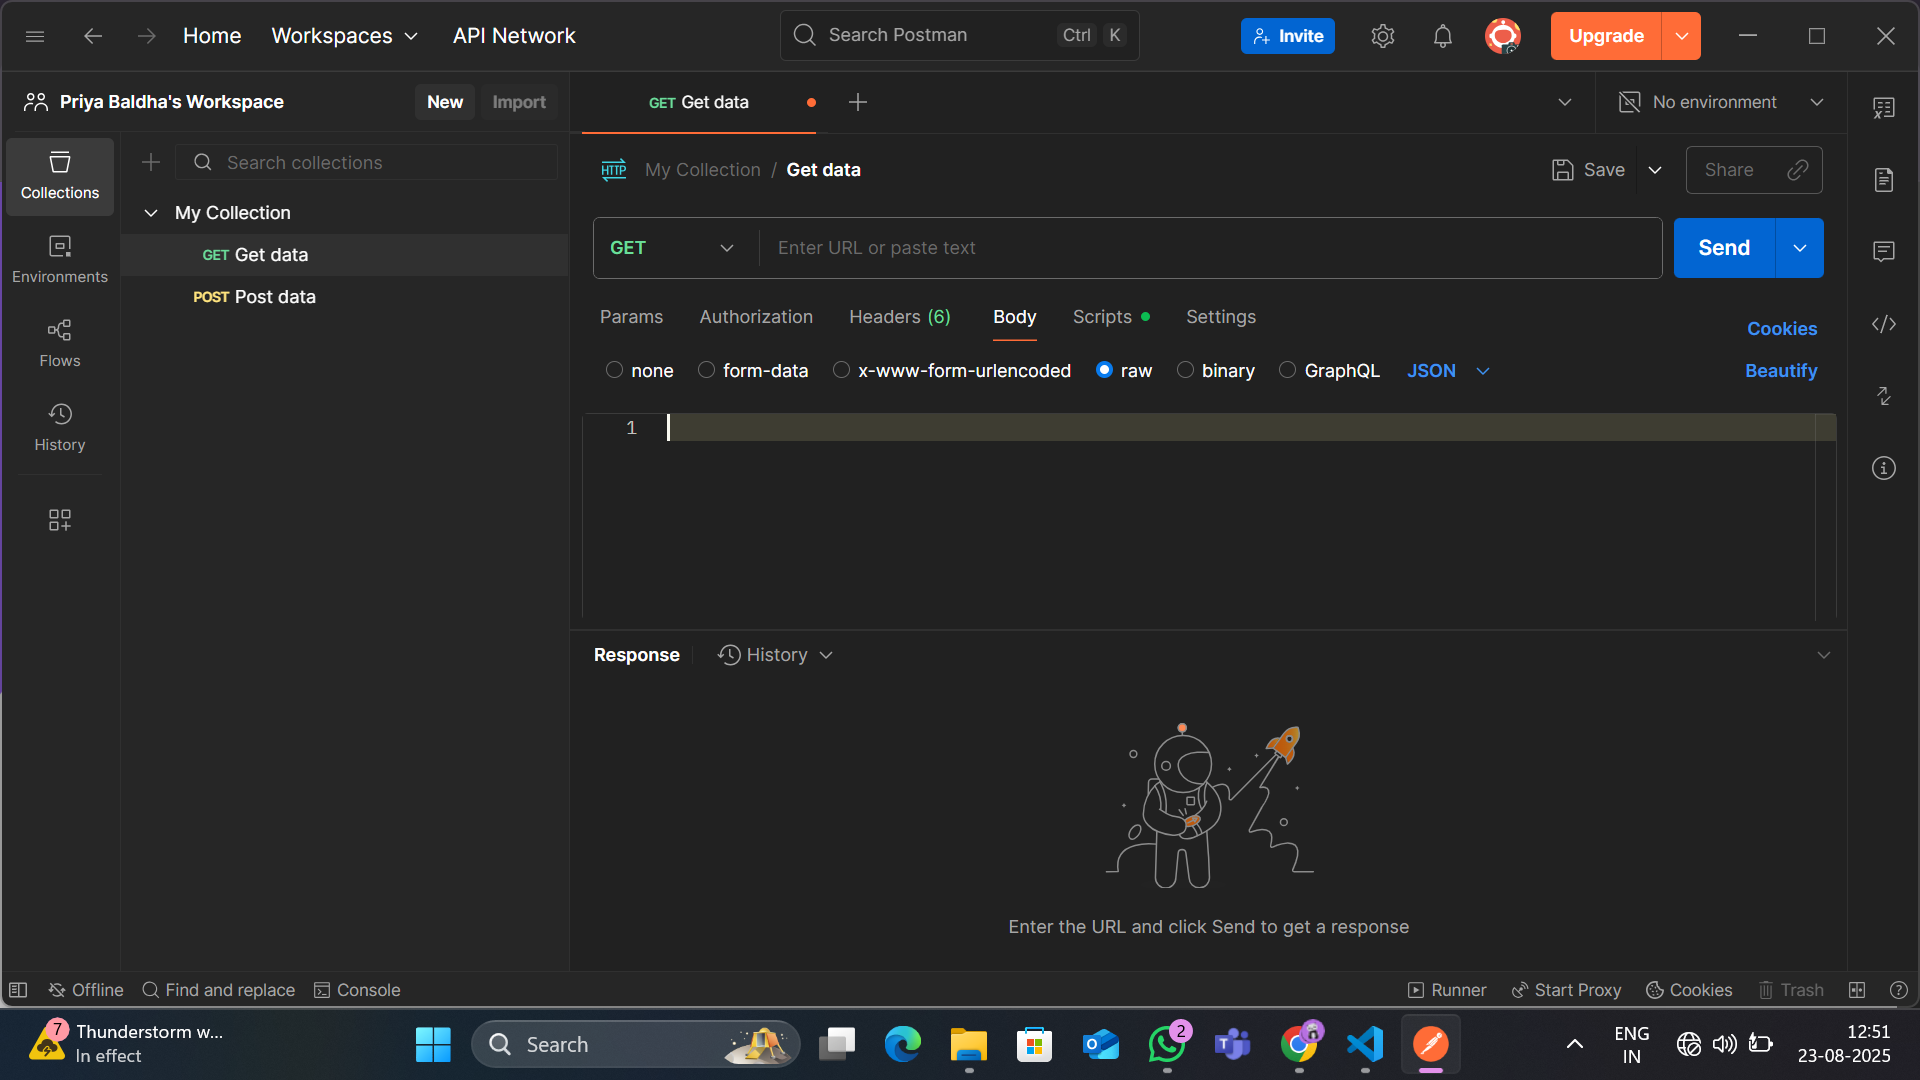 Home Workspaces API Network Search Postman Ctrl K Invite Upgrade
Priya Baldha's Workspace New Import GET Get data No environment
Collections
Environments
Flows
History
Search collections
My Collection
GET Get data
POST Post data
HTTP My Collection / Get data Save Share
GET Enter URL or paste text Send
Params Authorization Headers (6) Body Scripts Settings Cookies
none form-data x-www-form-urlencoded raw binary GraphQL JSON Beautify
1
Response History
Enter the URL and click Send to get a response
Offline Find and replace Console Runner Start Proxy Cookies Trash
7 Thunderstorm w...
In effect
Search
2
ENG
IN
12:51
23-08-2025